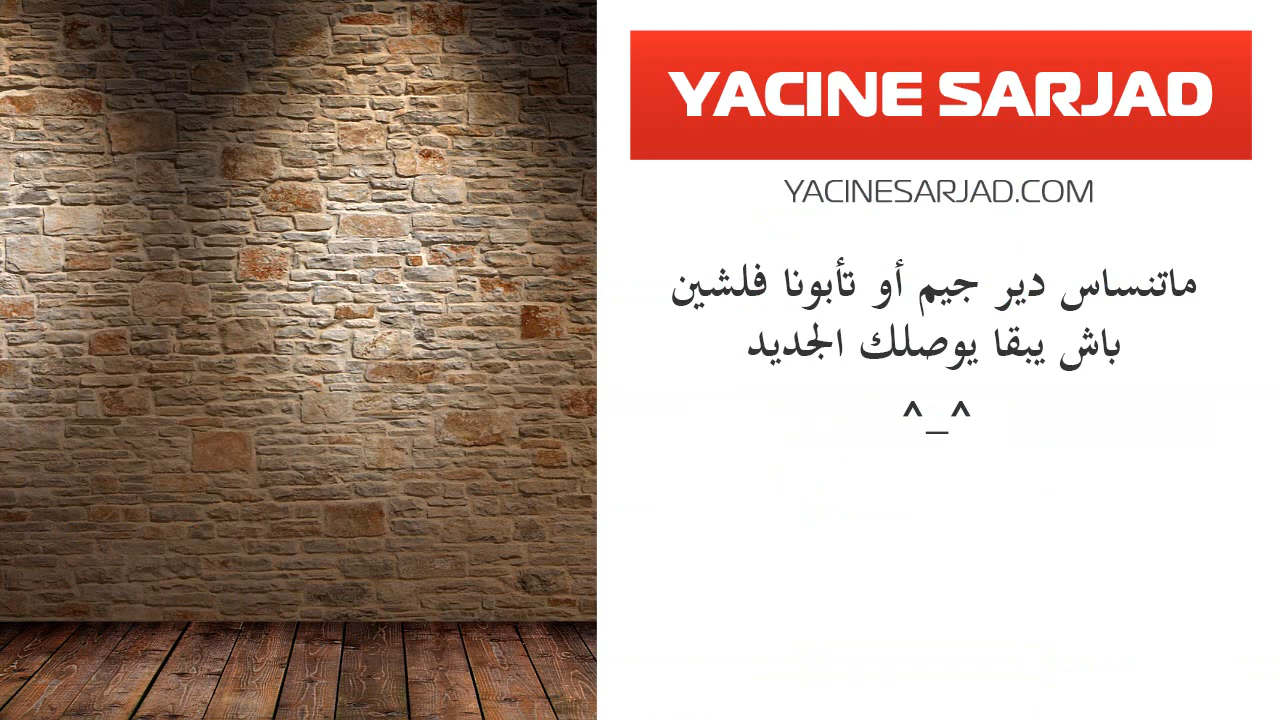 YACINE SARJAD
YACINESARJAD.COM
ماتنساس دير جيم أو تأبونا فلشين
باش يبقا يوصلك الجديد
^_^